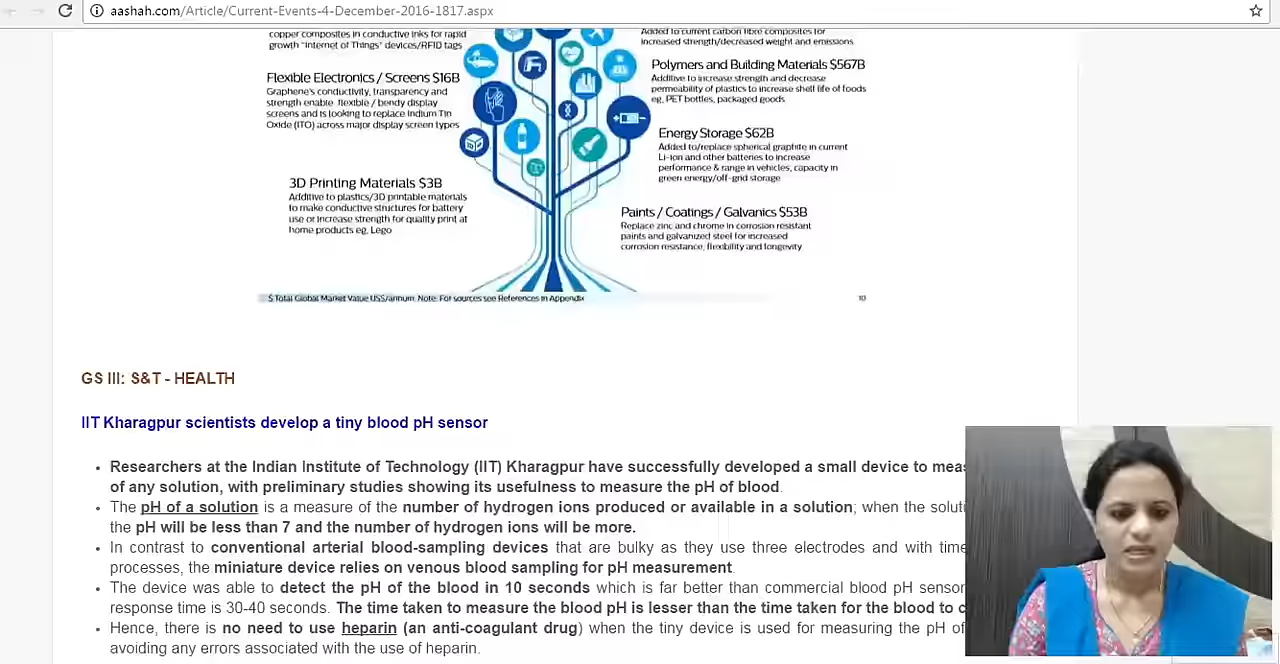 aashah.com/Article/Current-Events-4-December-2016-1817.aspx
copper composites in conductive inks for rapid
growth "Internet of Things" devices/RFID tags
Flexible Electronics / Screens $16B
Graphene's conductivity, transparency and
strength enable flexible / bendy display
screens and is looking to replace Indium Tin
Oxide (ITO) across major display screen types
3D Printing Materials $3B
Additive to plastics/3D printable materials
to make conductive structures for battery
use or increase strength for quality print at
home products eg, Lego
Added to current carbon fibre composites for
increased strength/decreased weight and emissions
Polymers and Building Materials $567B
Additive to increase strength and decrease
permeability of plastics to increase shelf life of foods
eg, PET bottles, packaged goods
Energy Storage $62B
Added to/replace spherical graphite in current
Li-ion and other batteries to increase
performance & range in vehicles, capacity in
green energy/off-grid storage
Paints / Coatings / Galvanics $53B
Replace zinc and chrome in corrosion resistant
paints and galvanized steel for increased
corrosion resistance, flexibility and longevity
$ Total Global Market Value US$/annum. Note: For sources see References in Appendix
10
GS III: S&T - HEALTH
IIT Kharagpur scientists develop a tiny blood pH sensor
• Researchers at the Indian Institute of Technology (IIT) Kharagpur have successfully developed a small device to meas
of any solution, with preliminary studies showing its usefulness to measure the pH of blood.
• The pH of a solution is a measure of the number of hydrogen ions produced or available in a solution; when the soluti
the pH will be less than 7 and the number of hydrogen ions will be more.
• In contrast to conventional arterial blood-sampling devices that are bulky as they use three electrodes and with time
processes, the miniature device relies on venous blood sampling for pH measurement.
• The device was able to detect the pH of the blood in 10 seconds which is far better than commercial blood pH sensor
response time is 30-40 seconds. The time taken to measure the blood pH is lesser than the time taken for the blood to c
• Hence, there is no need to use heparin (an anti-coagulant drug) when the tiny device is used for measuring the pH of
avoiding any errors associated with the use of heparin.